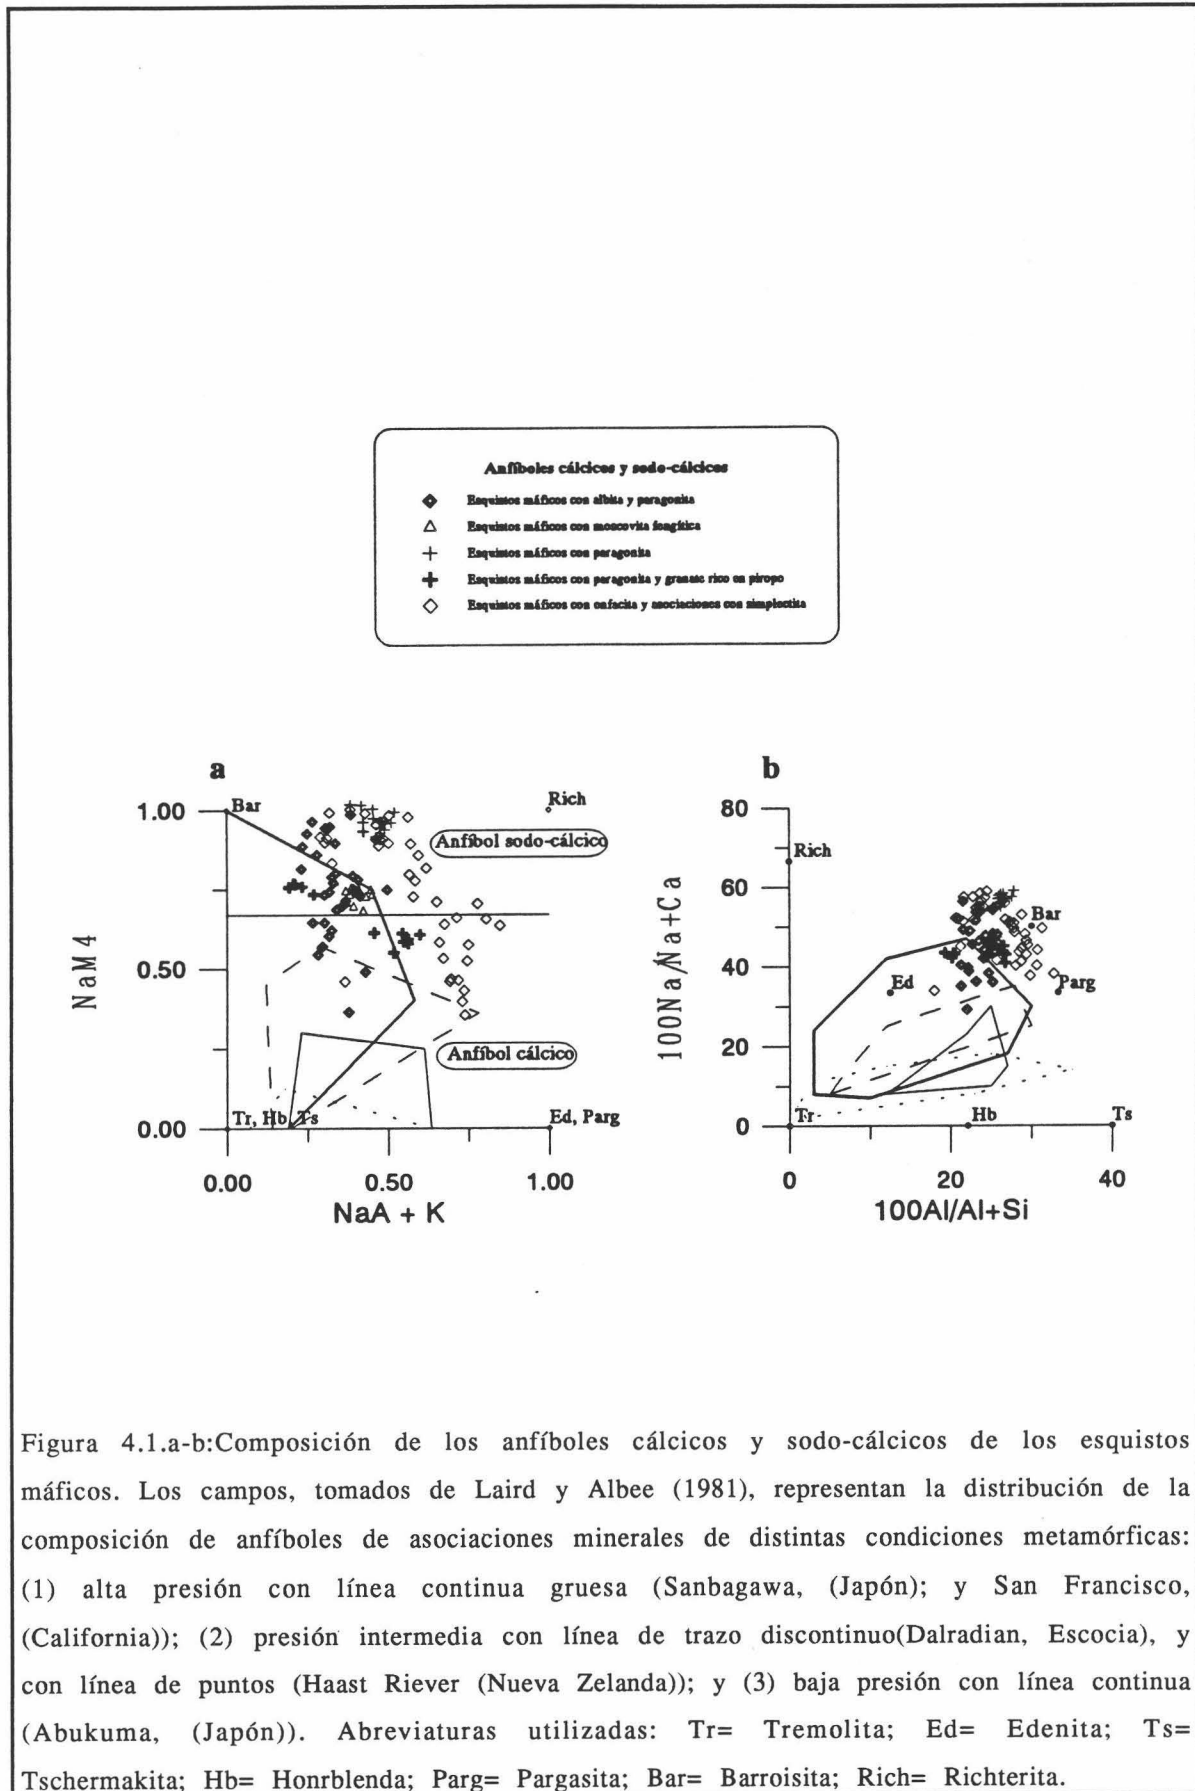 Anfíboles cálcicos y sodo-cálcicos
Esquistos máficos con albita y paragonita
Esquistos máficos con moscovita fengítica
Esquistos máficos con paragonita
Esquistos máficos con paragonita y granate rico en piropo
Esquistos máficos con onfacita y asociaciones con simplectita
a
1.00
Bar
Rich
Anfíbol sodo-cálcico
NaM4
0.50
Anfíbol cálcico
Tr, Hb, Ts
Ed, Parg
0.00
0.00
0.50
1.00
NaA + K
b
80
Rich
60
Bar
100Na/Na+Ca
40
Ed
Parg
20
Tr
Hb
Ts
0
0
20
40
100Al/Al+Si
Figura 4.1.a-b:Composición de los anfíboles cálcicos y sodo-cálcicos de los esquistos
máficos. Los campos, tomados de Laird y Albee (1981), representan la distribución de la
composición de anfíboles de asociaciones minerales de distintas condiciones metamórficas:
(1) alta presión con línea continua gruesa (Sanbagawa, (Japón); y San Francisco,
(California)); (2) presión intermedia con línea de trazo discontinuo(Dalradian, Escocia), y
con línea de puntos (Haast Riever (Nueva Zelanda)); y (3) baja presión con línea continua
(Abukuma, (Japón)). Abreviaturas utilizadas: Tr= Tremolita; Ed= Edenita; Ts=
Tschermakita; Hb= Honrblenda; Parg= Pargasita; Bar= Barroisita; Rich= Richterita.